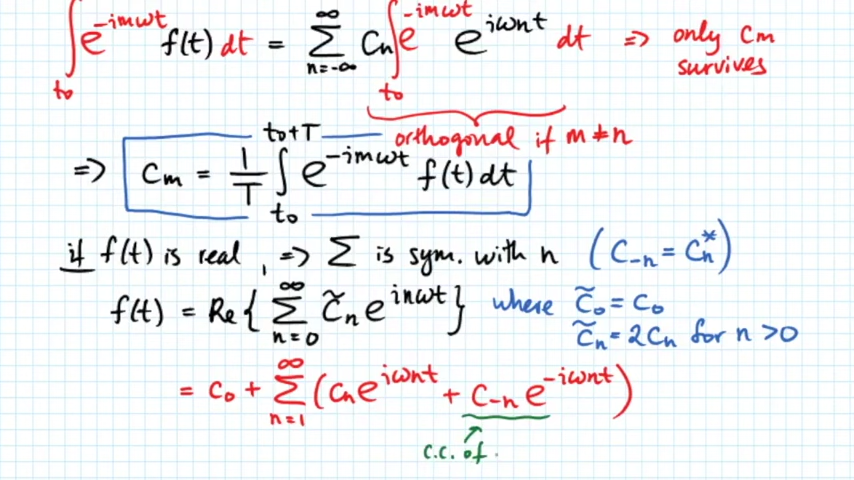 ∫_{t₀} e^{-imωt} f(t) dt = Σ_{n=-∞}^{∞} Cₙ ∫_{t₀} e^{-imωt} e^{iωnt} dt ⇒ only Cₘ survives
orthogonal if m ≠ n
⇒ Cₘ = 1/T ∫_{t₀}^{t₀+T} e^{-imωt} f(t) dt
if f(t) is real, ⇒ Σ is sym. with n (C₋ₙ = Cₙ*)
f(t) = Re{ Σ_{n=0}^{∞} C̃ₙ e^{inωt} } where C̃₀ = C₀
C̃ₙ = 2Cₙ for n > 0
= C₀ + Σ_{n=1}^{∞} (Cₙ e^{iωnt} + C₋ₙ e^{-iωnt})
c.c. of